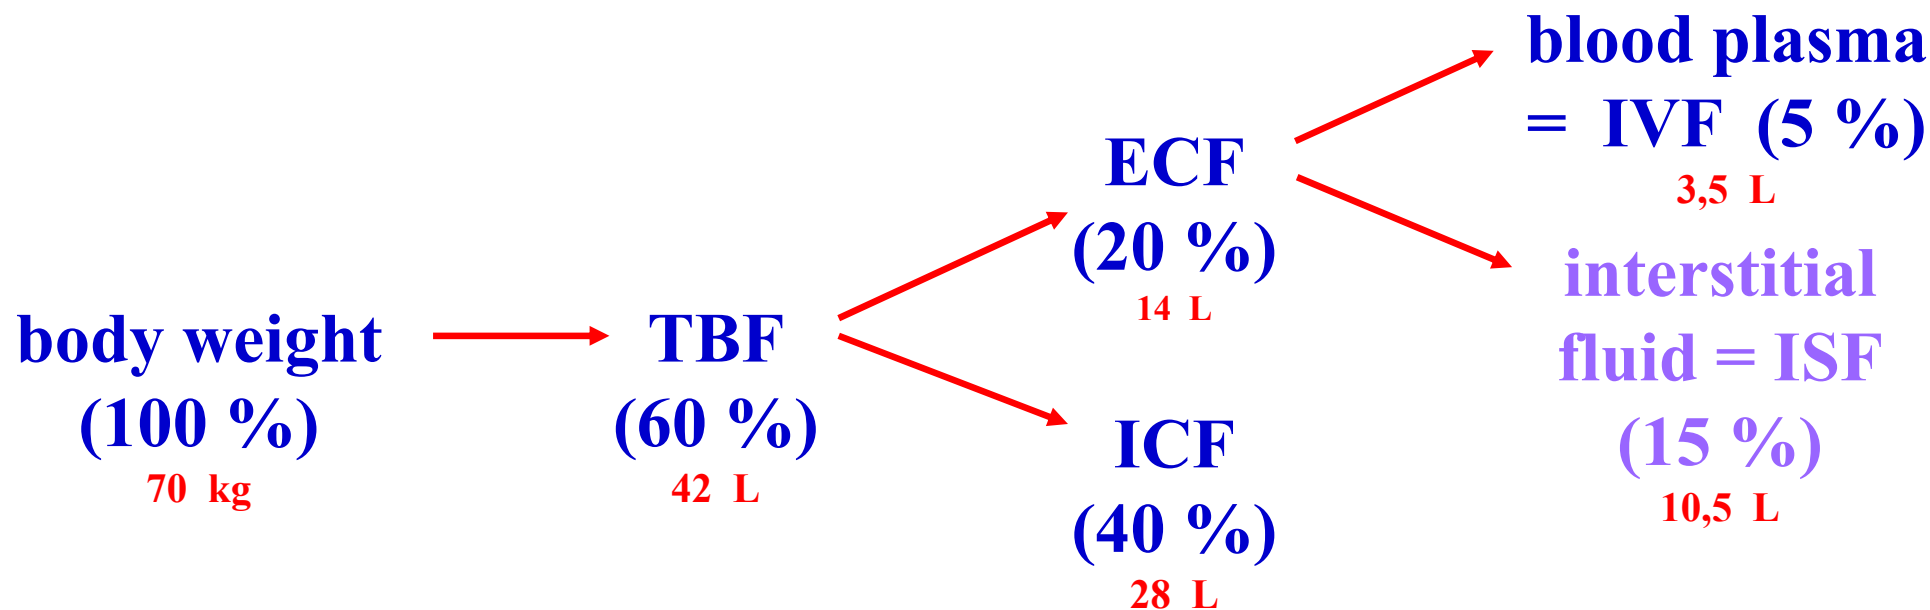 body weight
(100 %)
70 kg
TBF
(60 %)
42 L
ECF
(20 %)
14 L
ICF
(40 %)
28 L
blood plasma
= IVF (5 %)
3,5 L
interstitial
fluid = ISF
(15 %)
10,5 L